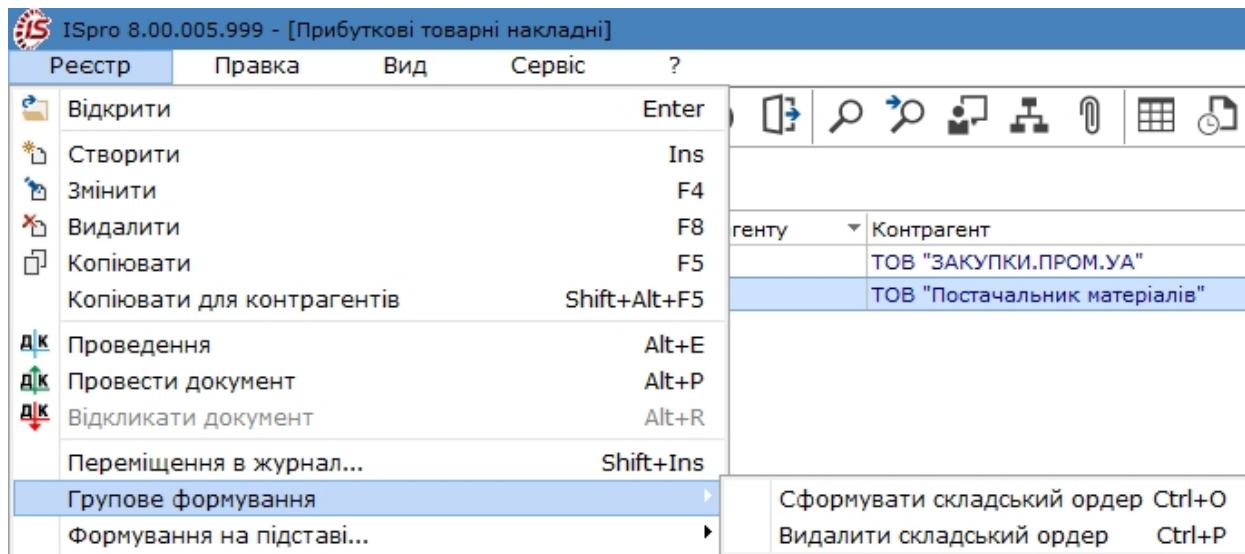 ISpro 8.00.005.999 - [Прибуткові товарні накладні]
Реєстр Правка Вид Сервіс ?
Відкрити Enter
Створити Ins
Змінити F4
Видалити F8
Копіювати F5
Копіювати для контрагентів Shift+Alt+F5
Проведення Alt+E
Провести документ Alt+P
Відкликати документ Alt+R
Переміщення в журнал... Shift+Ins
Групове формування
Формування на підставі...
генту Контрагент
ТОВ "ЗАКУПКИ.ПРОМ.УА"
ТОВ "Постачальник матеріалів"
Сформувати складський ордер Ctrl+O
Видалити складський ордер Ctrl+P